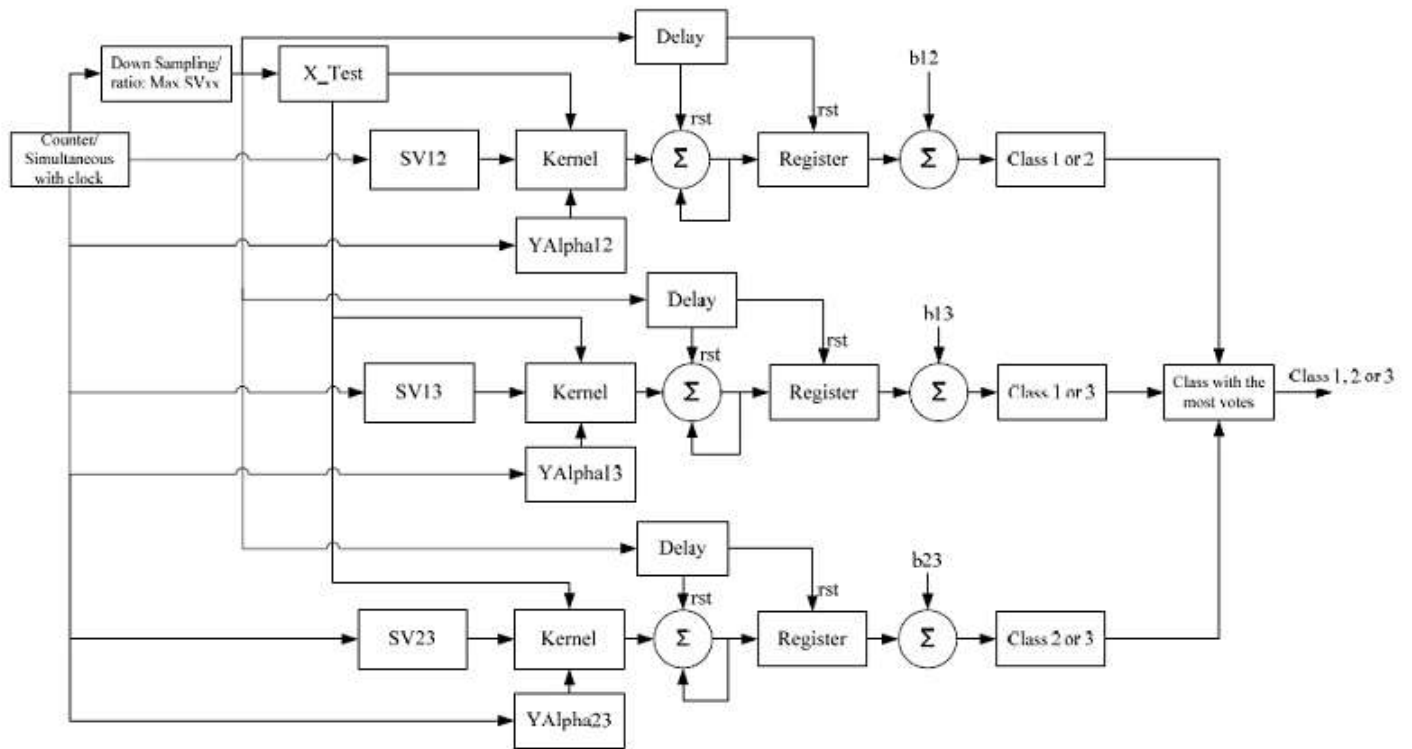 Delay
Down Sampling/
ratio: Max SVxx
X_Test
b12
rst
rst
Counter/
Simultaneous
with clock
SV12
Kernel
Σ
Register
Σ
Class 1 or 2
YAlpha12
Delay
b13
rst
rst
SV13
Kernel
Σ
Register
Σ
Class 1 or 3
Class with the
most votes
Class 1, 2 or 3
YAlpha13
Delay
b23
rst
rst
SV23
Kernel
Σ
Register
Σ
Class 2 or 3
YAlpha23